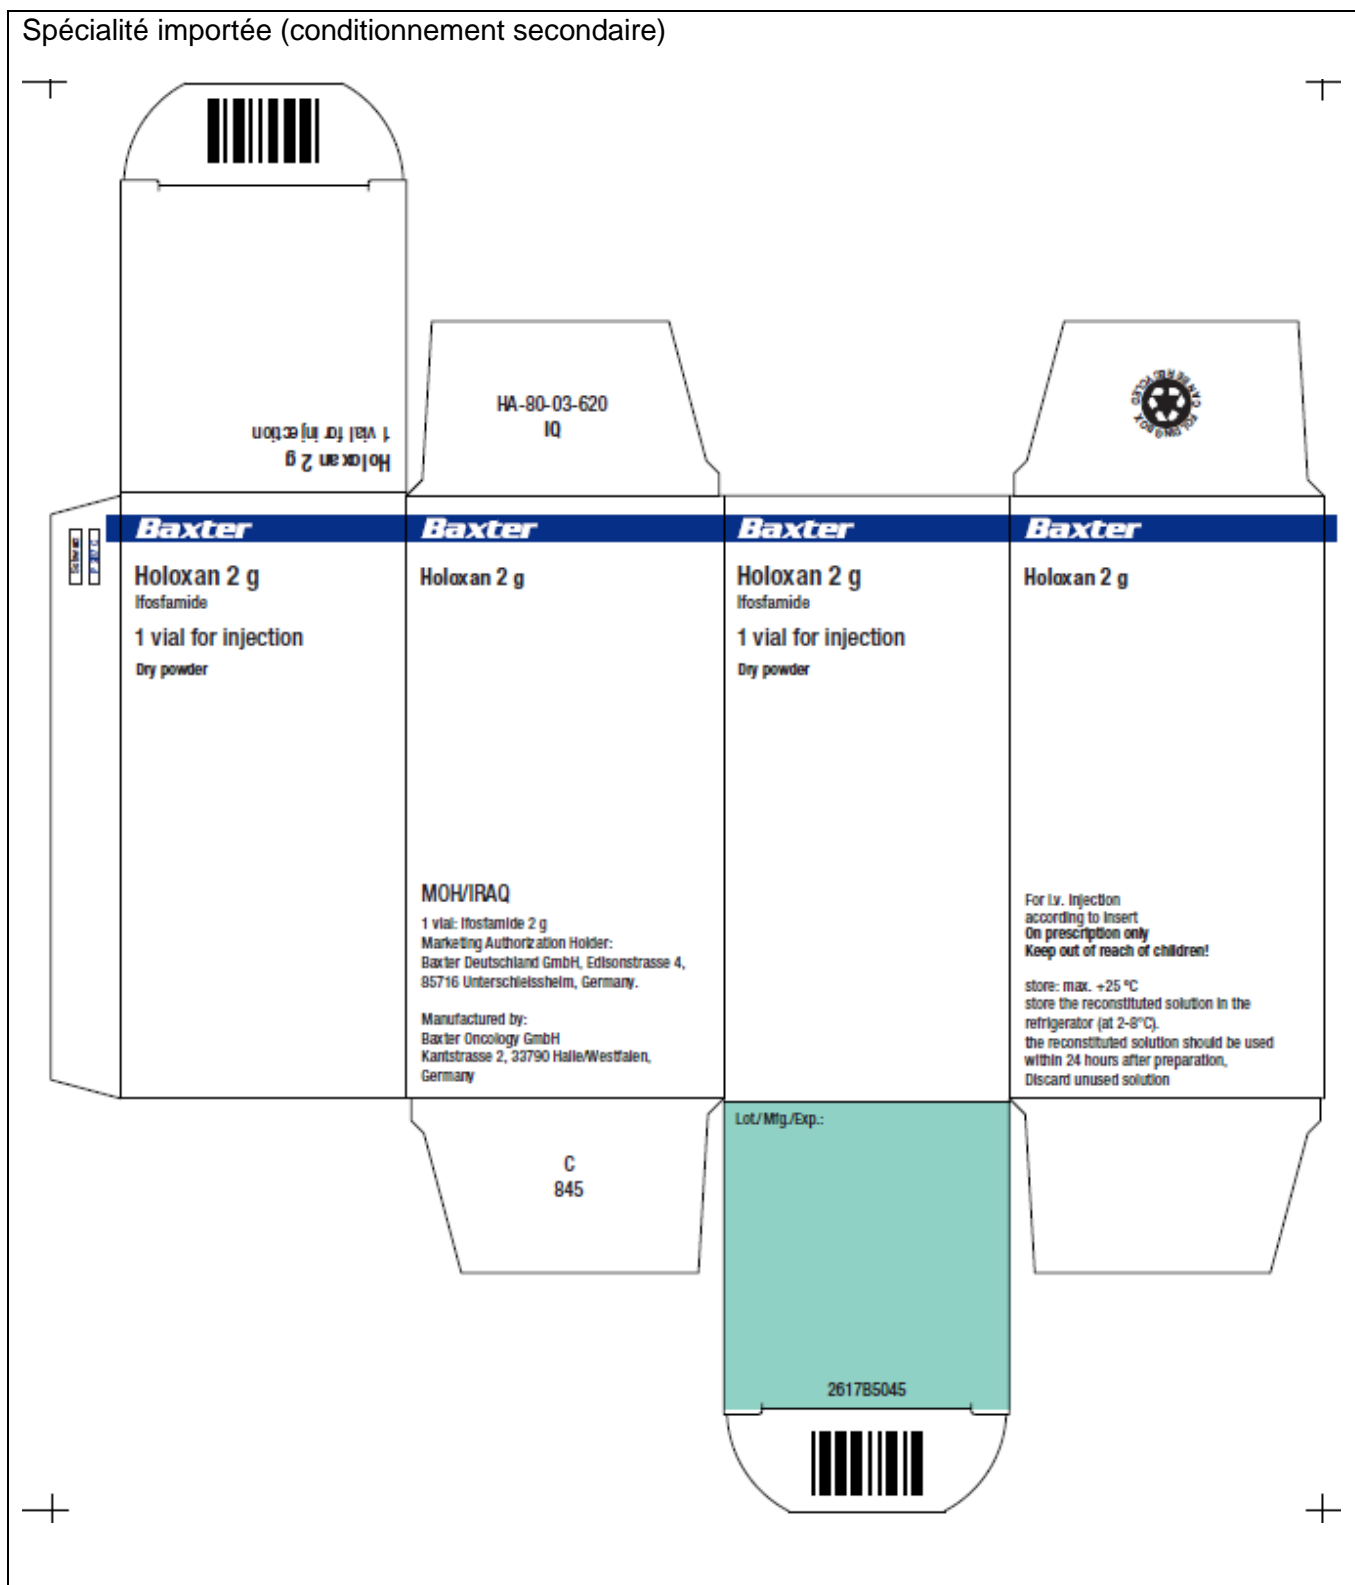 Spécialité importée (conditionnement secondaire)
1 vial for injection
Holoxan 2 g
HA-80-03-620
IQ
FOLDING BOX CAN BE RECYCLED
Schwarz
Baxter
Holoxan 2 g
Ifosfamide
1 vial for injection
Dry powder
Baxter
Holoxan 2 g
MOH/IRAQ
1 vial: Ifosfamide 2 g
Marketing Authorization Holder:
Baxter Deutschland GmbH, Edisonstrasse 4,
85716 Unterschleissheim, Germany.
Manufactured by:
Baxter Oncology GmbH
Kantstrasse 2, 33790 Halle/Westfalen,
Germany
Baxter
Holoxan 2 g
Ifosfamide
1 vial for injection
Dry powder
Baxter
Holoxan 2 g
For i.v. Injection
according to insert
On prescription only
Keep out of reach of children!
store: max. +25 °C
store the reconstituted solution in the
refrigerator (at 2-8°C).
the reconstituted solution should be used
within 24 hours after preparation,
Discard unused solution
C
845
Lot/Mfg./Exp.:
2617B5045